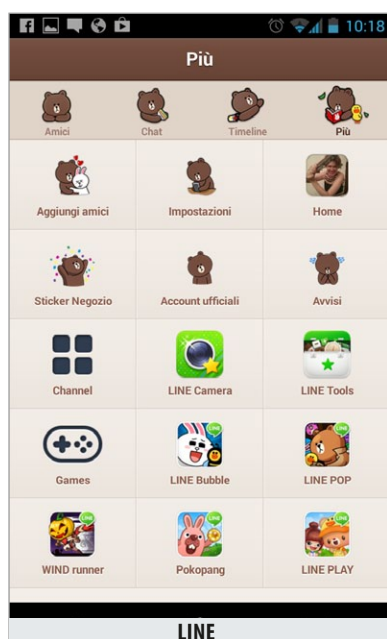 10:18
Più
Amici Chat Timeline Più
Aggiungi amici Impostazioni Home
Sticker Negozio Account ufficiali Avvisi
Channel LINE Camera LINE Tools
Games LINE Bubble LINE POP
WIND runner Pokopang LINE PLAY
LINE